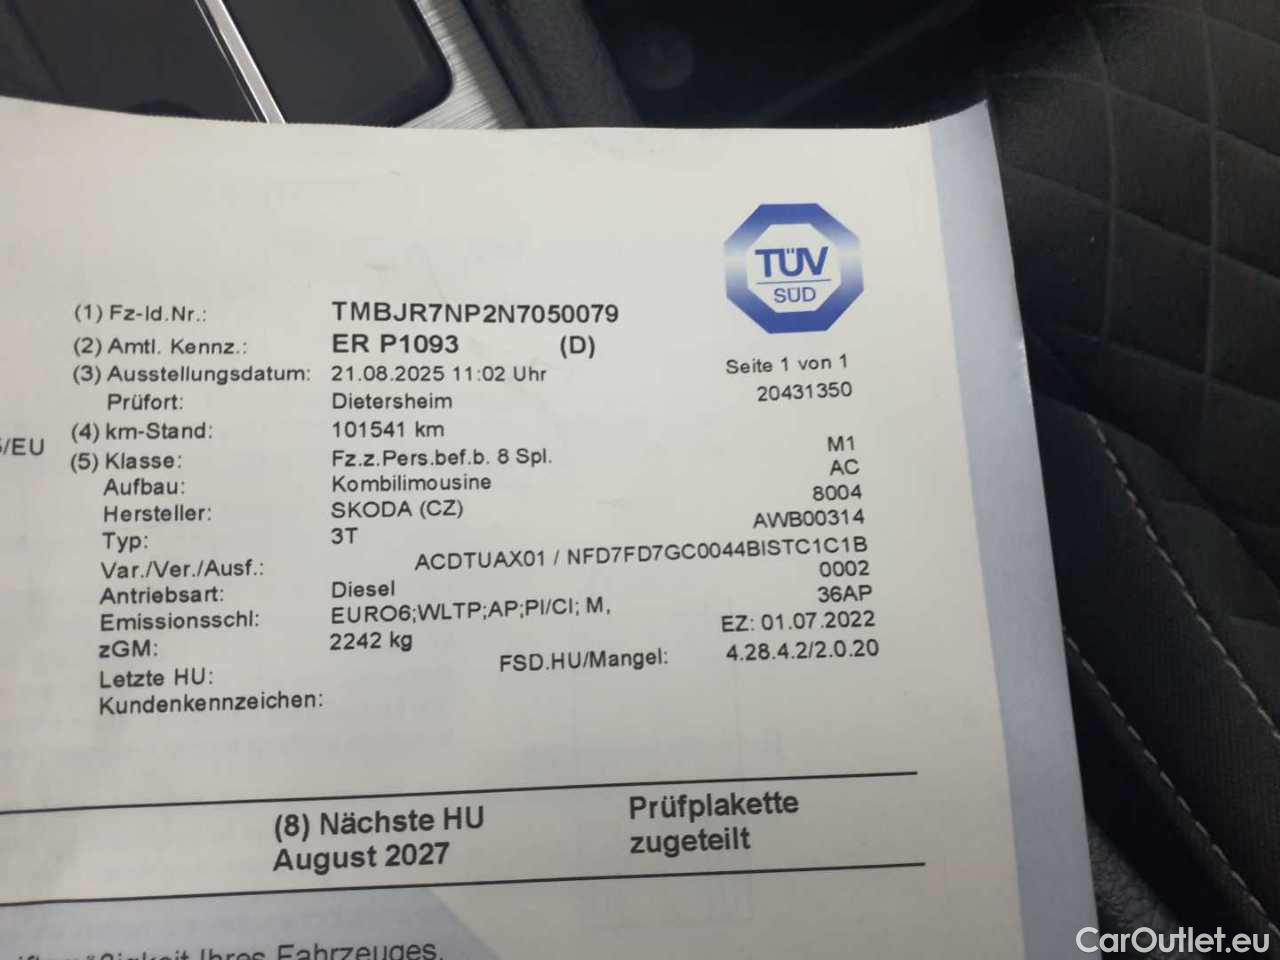 TÜV
SÜD
(1) Fz-Id.Nr.: TMBJR7NP2N7050079
(2) Amtl. Kennz.: ER P1093 (D)
(3) Ausstellungsdatum: 21.08.2025 11:02 Uhr Seite 1 von 1
Prüfort: Dietersheim 20431350
5/EU (4) km-Stand: 101541 km
(5) Klasse: Fz.z.Pers.bef.b. 8 Spl. M1
Aufbau: Kombilimousine AC
Hersteller: SKODA (CZ) 8004
Typ: 3T AWB00314
Var./Ver./Ausf.: ACDTUAX01 / NFD7FD7GC0044BISTC1C1B
Antriebsart: Diesel 0002
Emissionsschl: EURO6;WLTP;AP;PI/CI; M, 36AP
zGM: 2242 kg EZ: 01.07.2022
Letzte HU: FSD.HU/Mangel: 4.28.4.2/2.0.20
Kundenkennzeichen:
(8) Nächste HU Prüfplakette
August 2027 zugeteilt
Ihres Fahrzeuges.
CarOutlet.eu